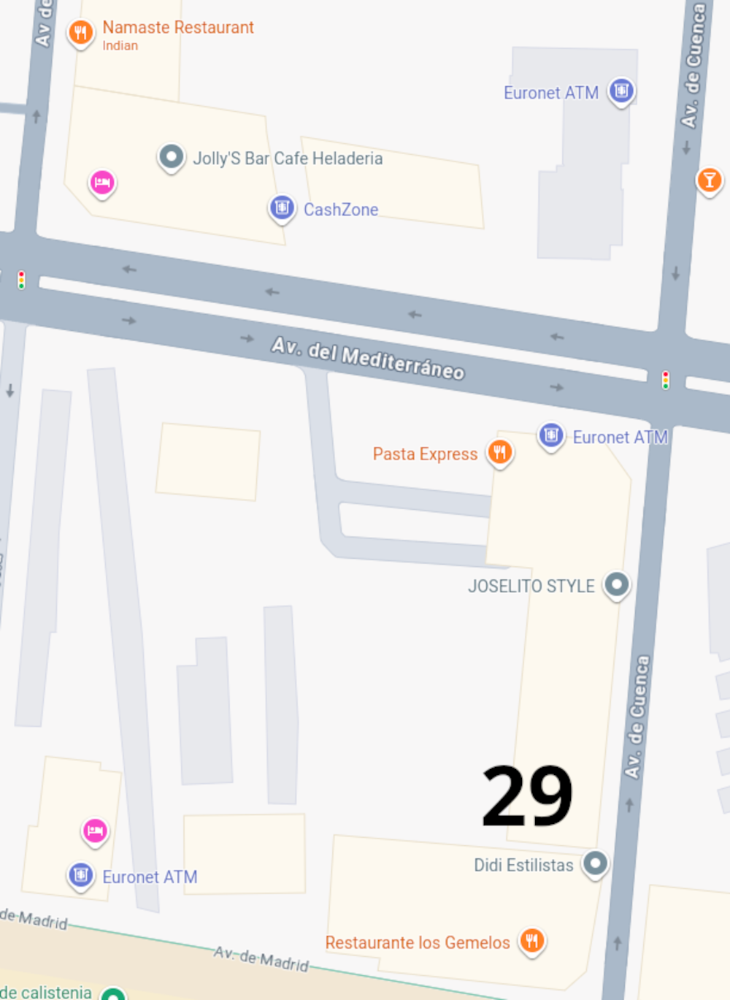 Av de
Namaste Restaurant
Indian
Av. de Cuenca
Euronet ATM
Jolly'S Bar Cafe Heladeria
CashZone
Av. del Mediterráneo
Pasta Express
Euronet ATM
JOSELITO STYLE
Av. de Cuenca
29
Didi Estilistas
Euronet ATM
de Madrid
Restaurante los Gemelos
Av. de Madrid
de calistenia